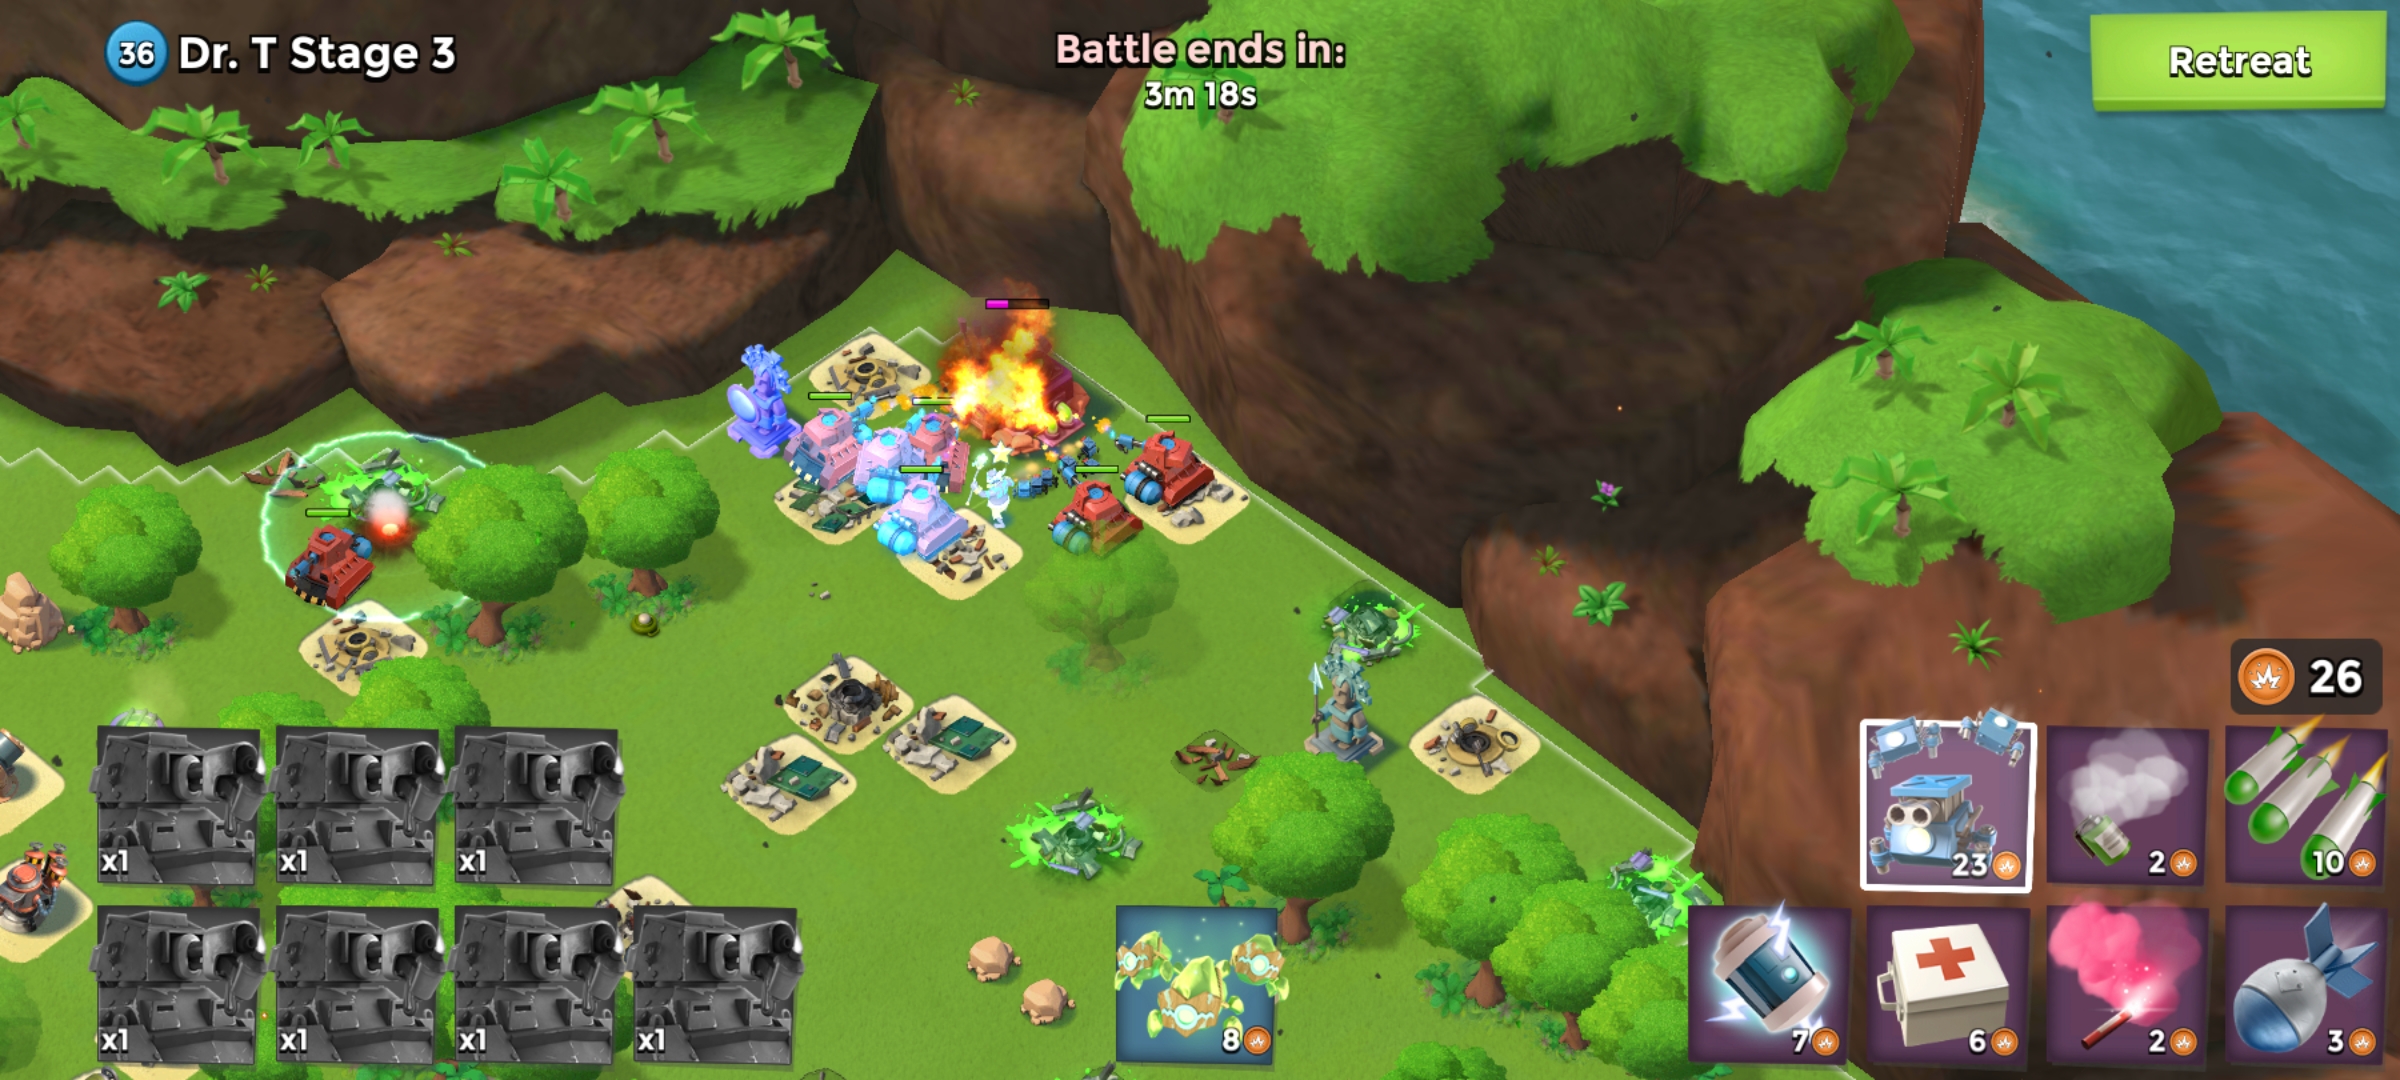 36 Dr. T Stage 3
Battle ends in:
3m 18s
Retreat
26
23
2
10
x1
x1
x1
x1
x1
x1
x1
8
7
6
2
3